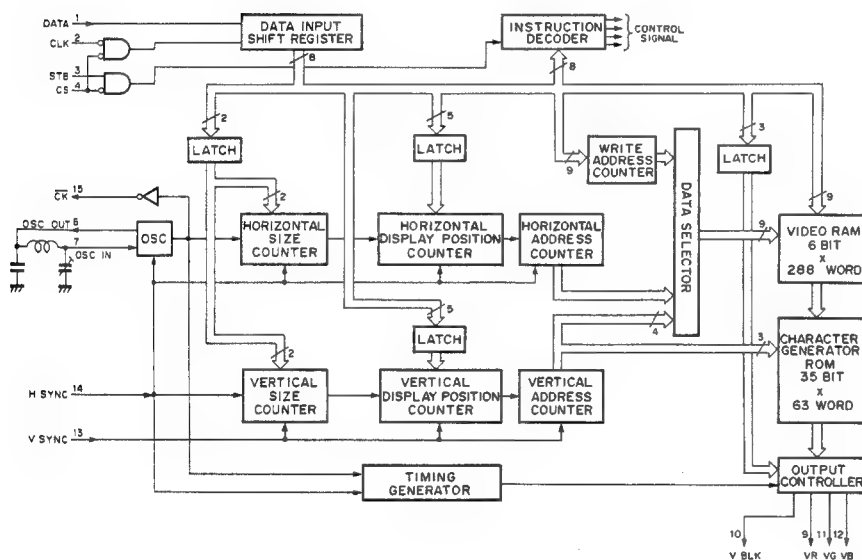 DATA 1
CLK 2
STB 3
CS 4
DATA INPUT
SHIFT REGISTER
8
INSTRUCTION
DECODER
8
CONTROL
SIGNAL
2
LATCH
5
LATCH
9
WRITE
ADDRESS
COUNTER
3
LATCH
9
DATA SELECTOR
CK 15
OSC OUT 6
7
OSC IN
OSC
2
HORIZONTAL
SIZE
COUNTER
HORIZONTAL
DISPLAY POSITION
COUNTER
HORIZONTAL
ADDRESS
COUNTER
9
VIDEO RAM
6 BIT
x
288 WORD
5
LATCH
4
3
CHARACTER
GENERATOR
ROM
35 BIT
x
63 WORD
2
H SYNC 14
VERTICAL
SIZE
COUNTER
VERTICAL
DISPLAY POSITION
COUNTER
VERTICAL
ADDRESS
COUNTER
V SYNC 13
TIMING
GENERATOR
OUTPUT
CONTROLLER
10 9 11 12
V BLK VR VG VB